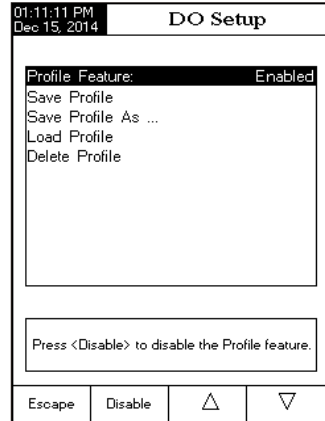 01:11:11 PM
Dec 15, 2014
DO Setup
Profile Feature: Enabled
Save Profile
Save Profile As ...
Load Profile
Delete Profile
Press <Disable> to disable the Profile feature.
Escape Disable △ ▽